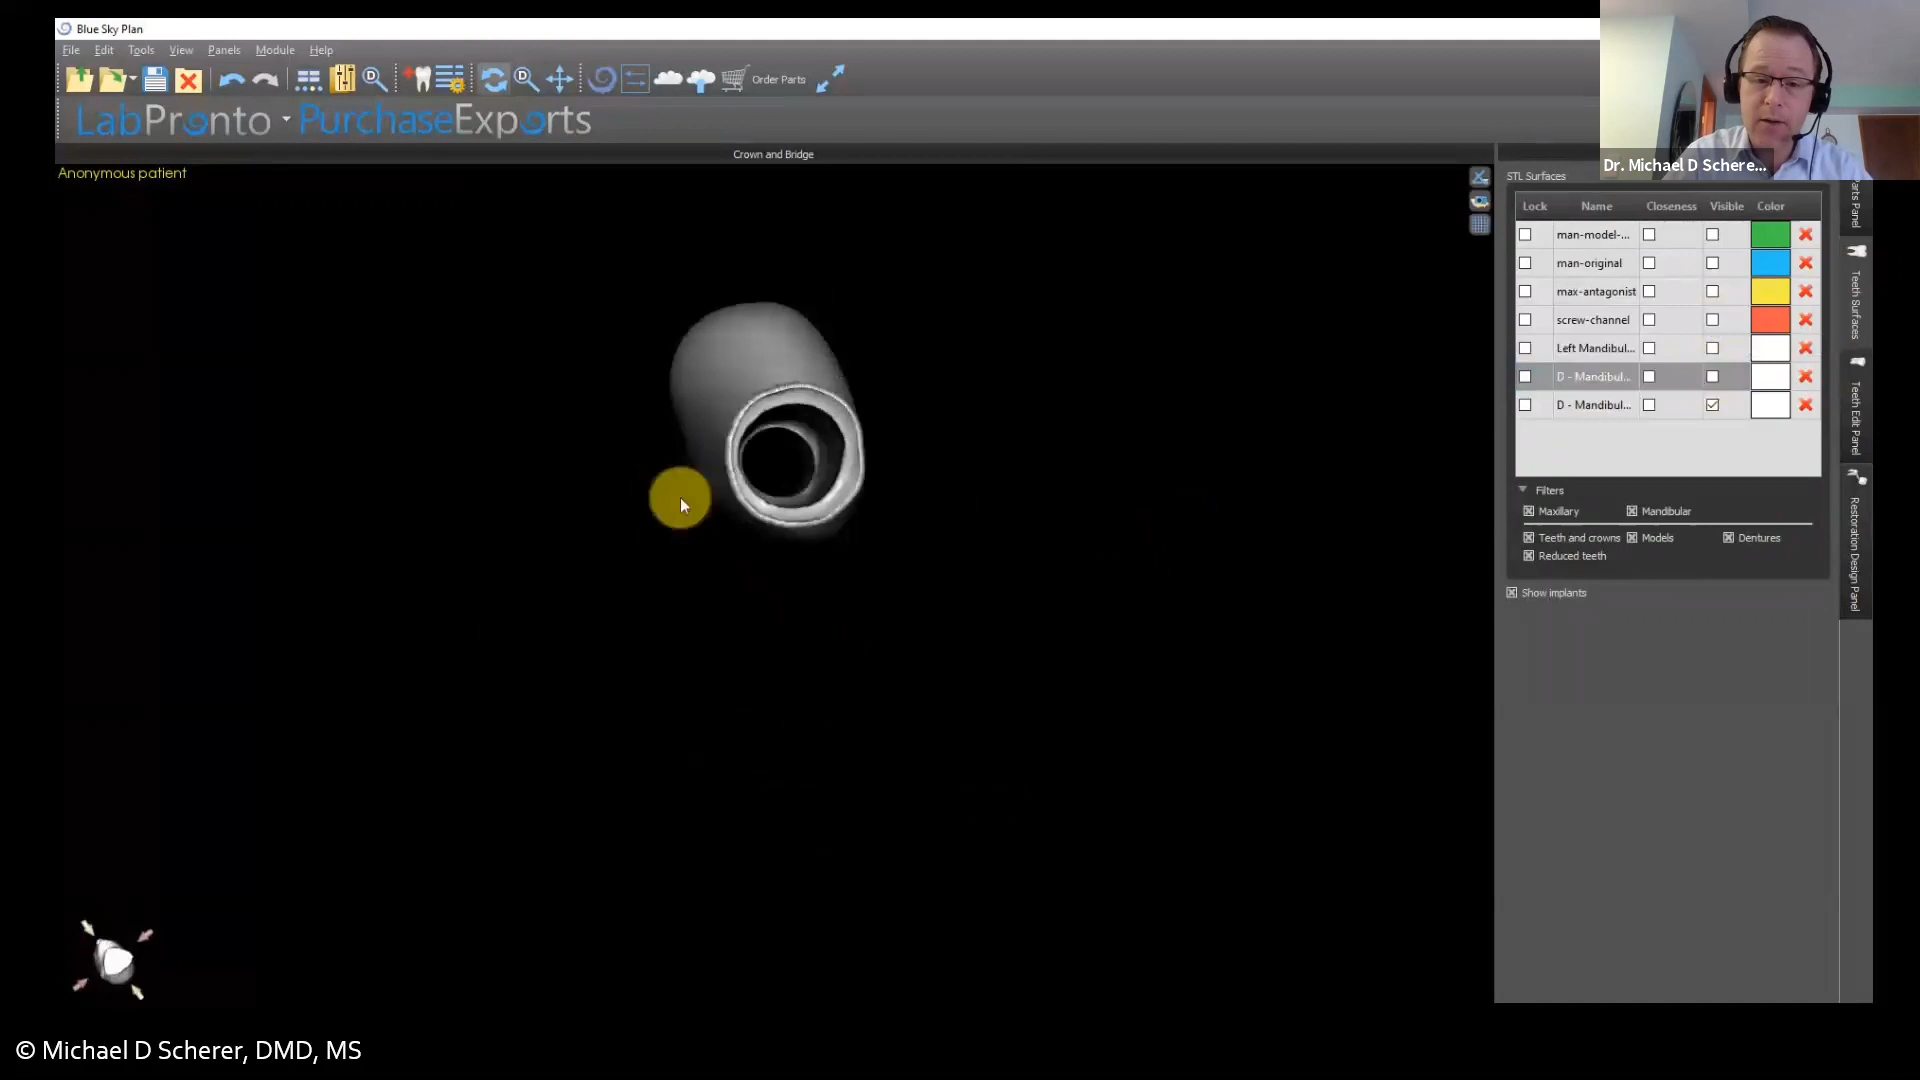 Blue Sky Plan
File Edit Tools View Panels Module Help
D D Order Parts
LabPronto PurchaseExports
Crown and Bridge
Anonymous patient
Dr. Michael D Schere...
STL Surfaces
Lock Name Closeness Visible Color
man-model-...
man-original
max-antagonist
screw-channel
Left Mandibul...
D - Mandibul...
D - Mandibul...
Filters
Maxillary Mandibular
Teeth and crowns Models Dentures
Reduced teeth
Show implants
Parts Panel
Teeth Surfaces
Teeth Edit Panel
Restoration Design Panel
© Michael D Scherer, DMD, MS